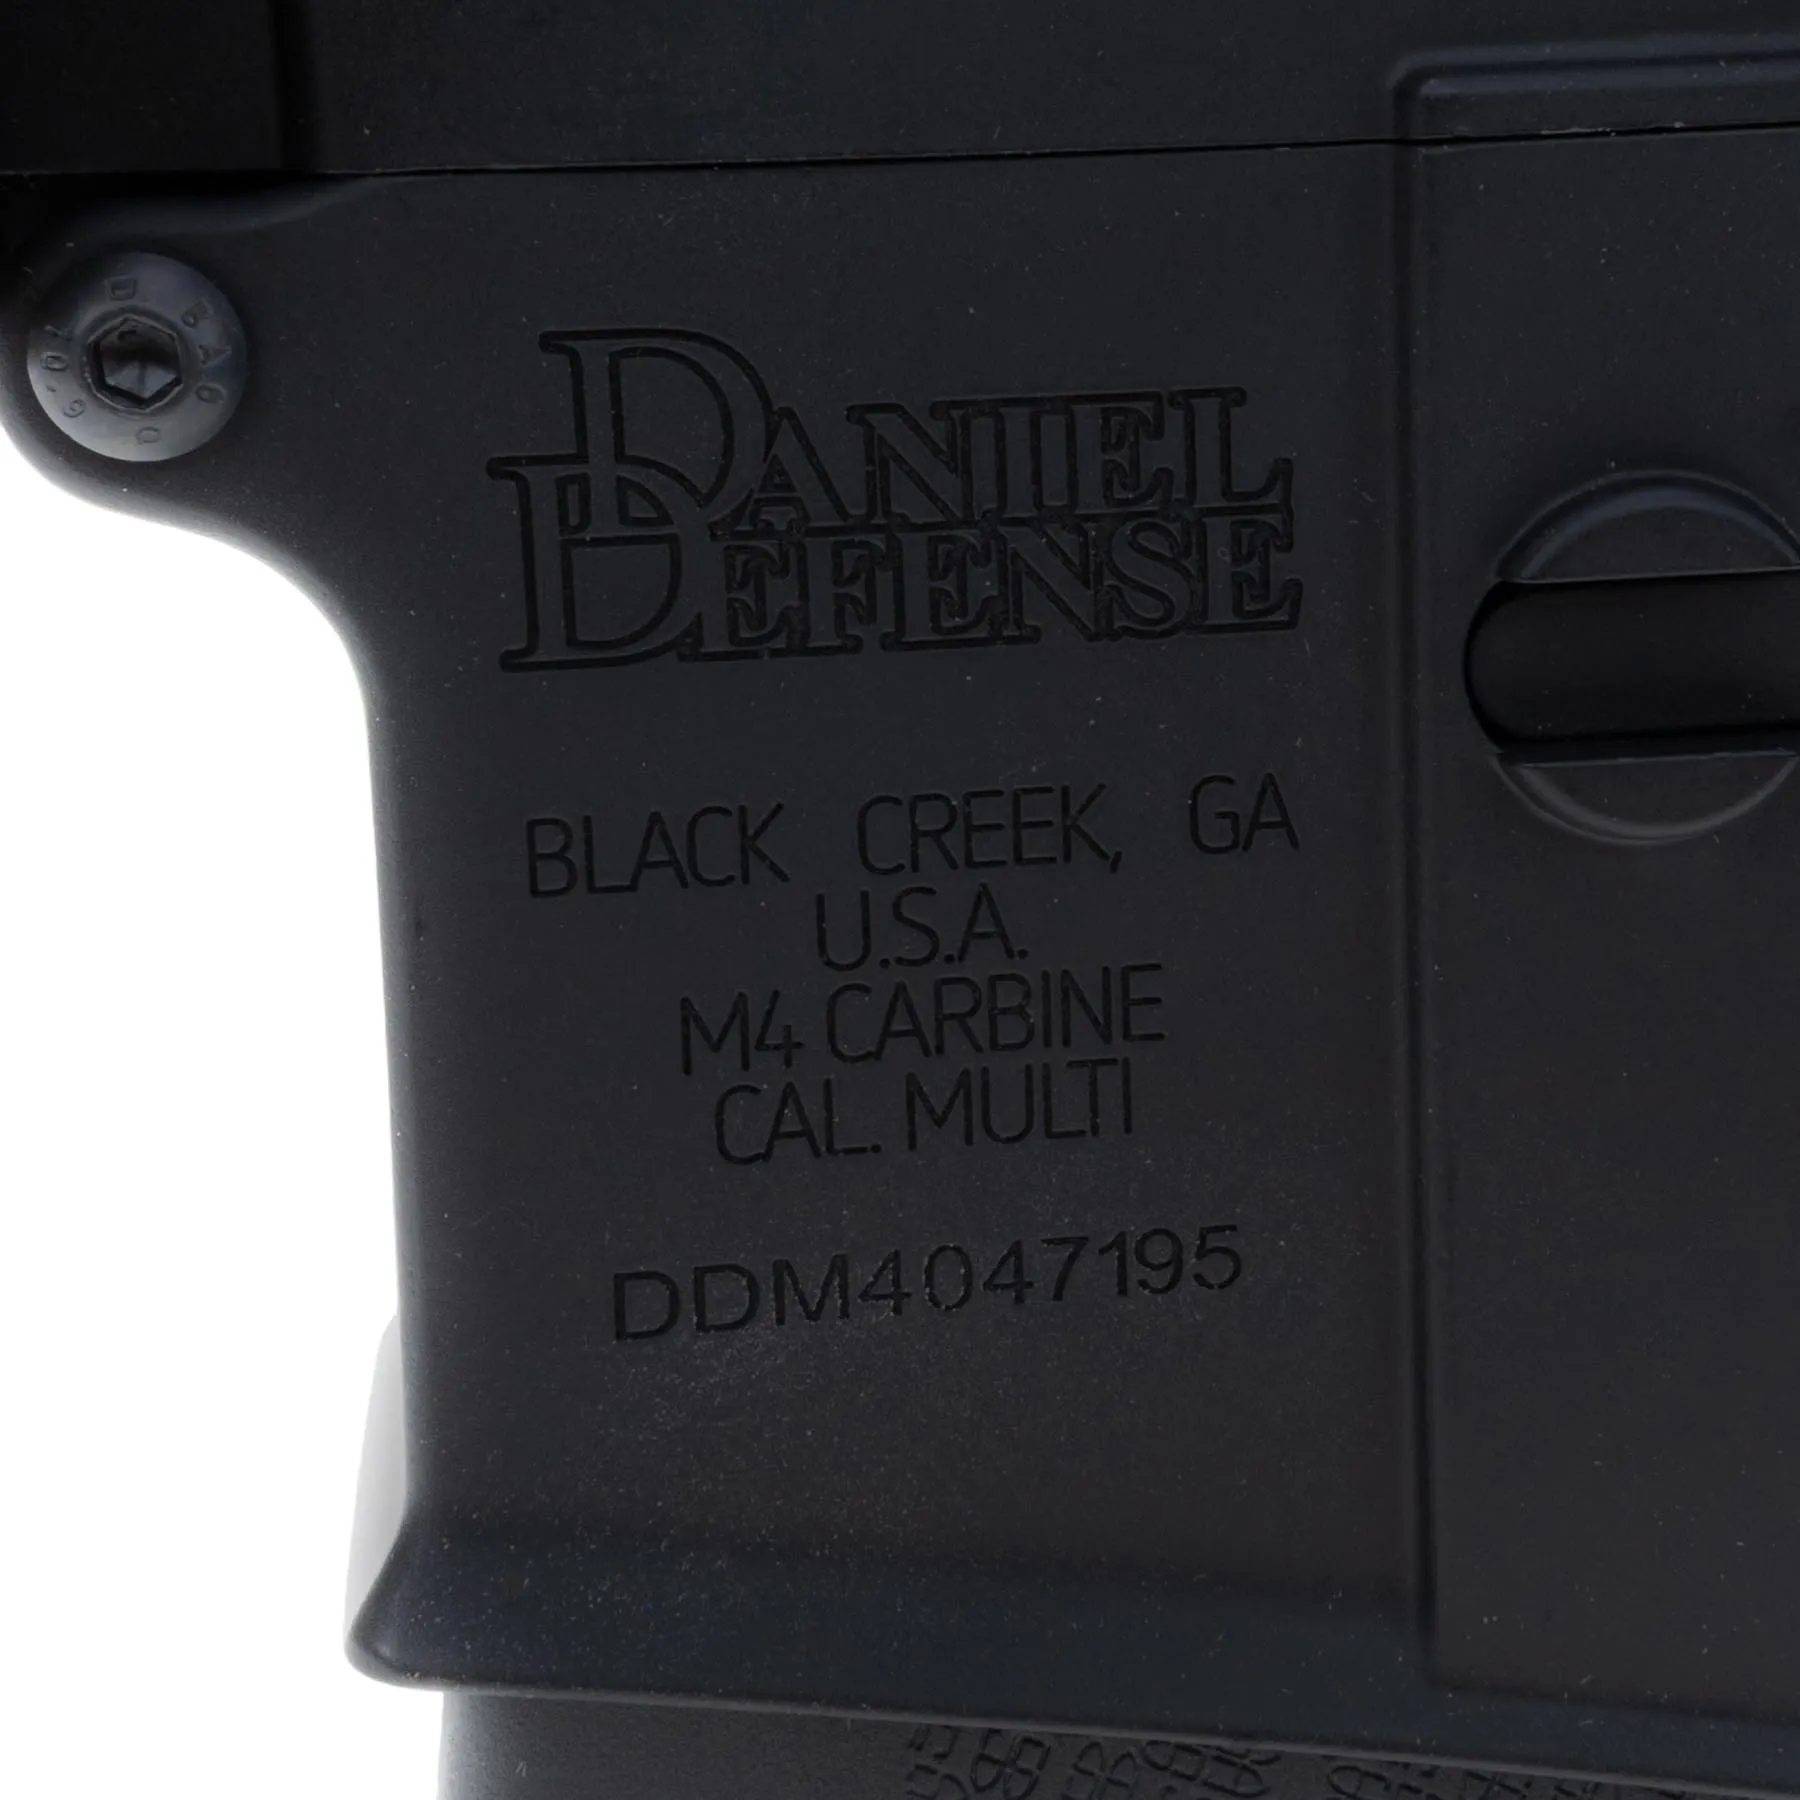 DANIEL
DEFENSE
BLACK CREEK, GA
U.S.A.
M4 CARBINE
CAL. MULTI
DDM4047195